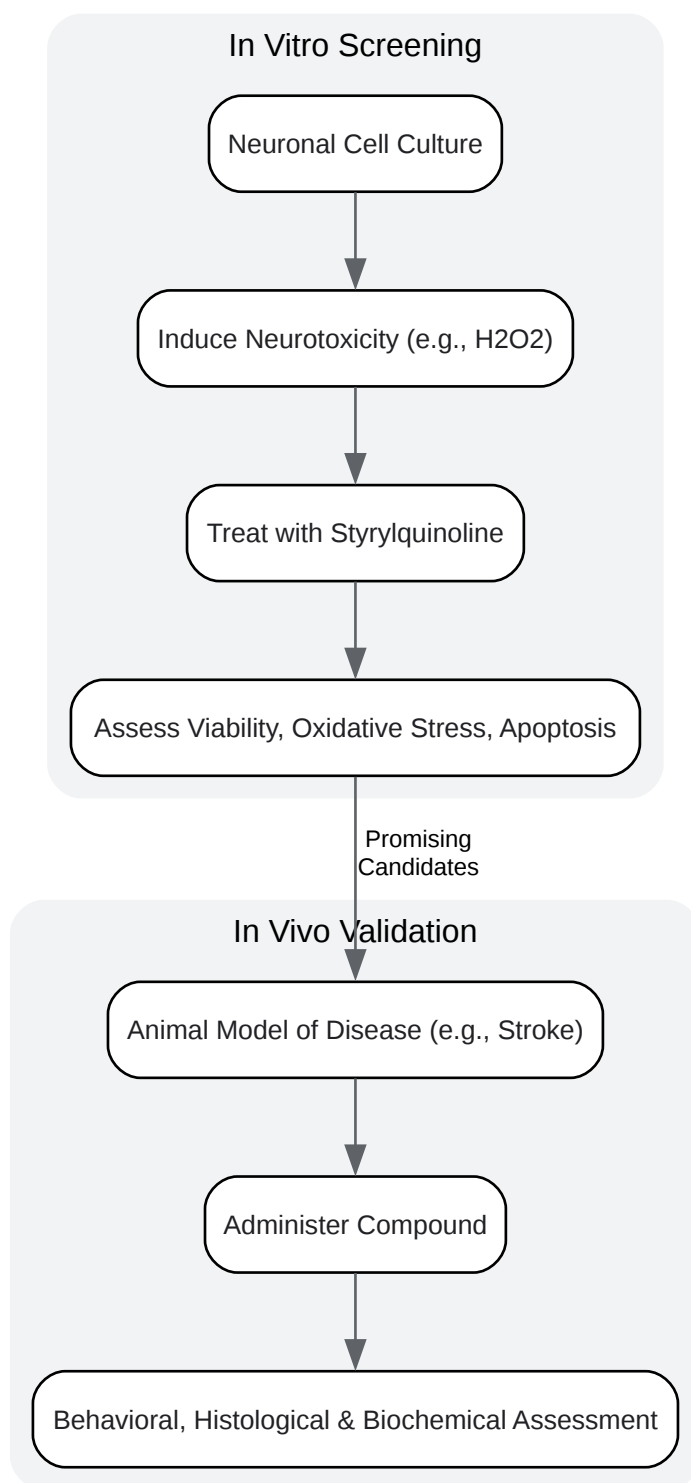 In Vitro Screening
Neuronal Cell Culture
Induce Neurotoxicity (e.g., H2O2)
Treat with Styrylquinoline
Assess Viability, Oxidative Stress, Apoptosis
Promising
Candidates
In Vivo Validation
Animal Model of Disease (e.g., Stroke)
Administer Compound
Behavioral, Histological & Biochemical Assessment